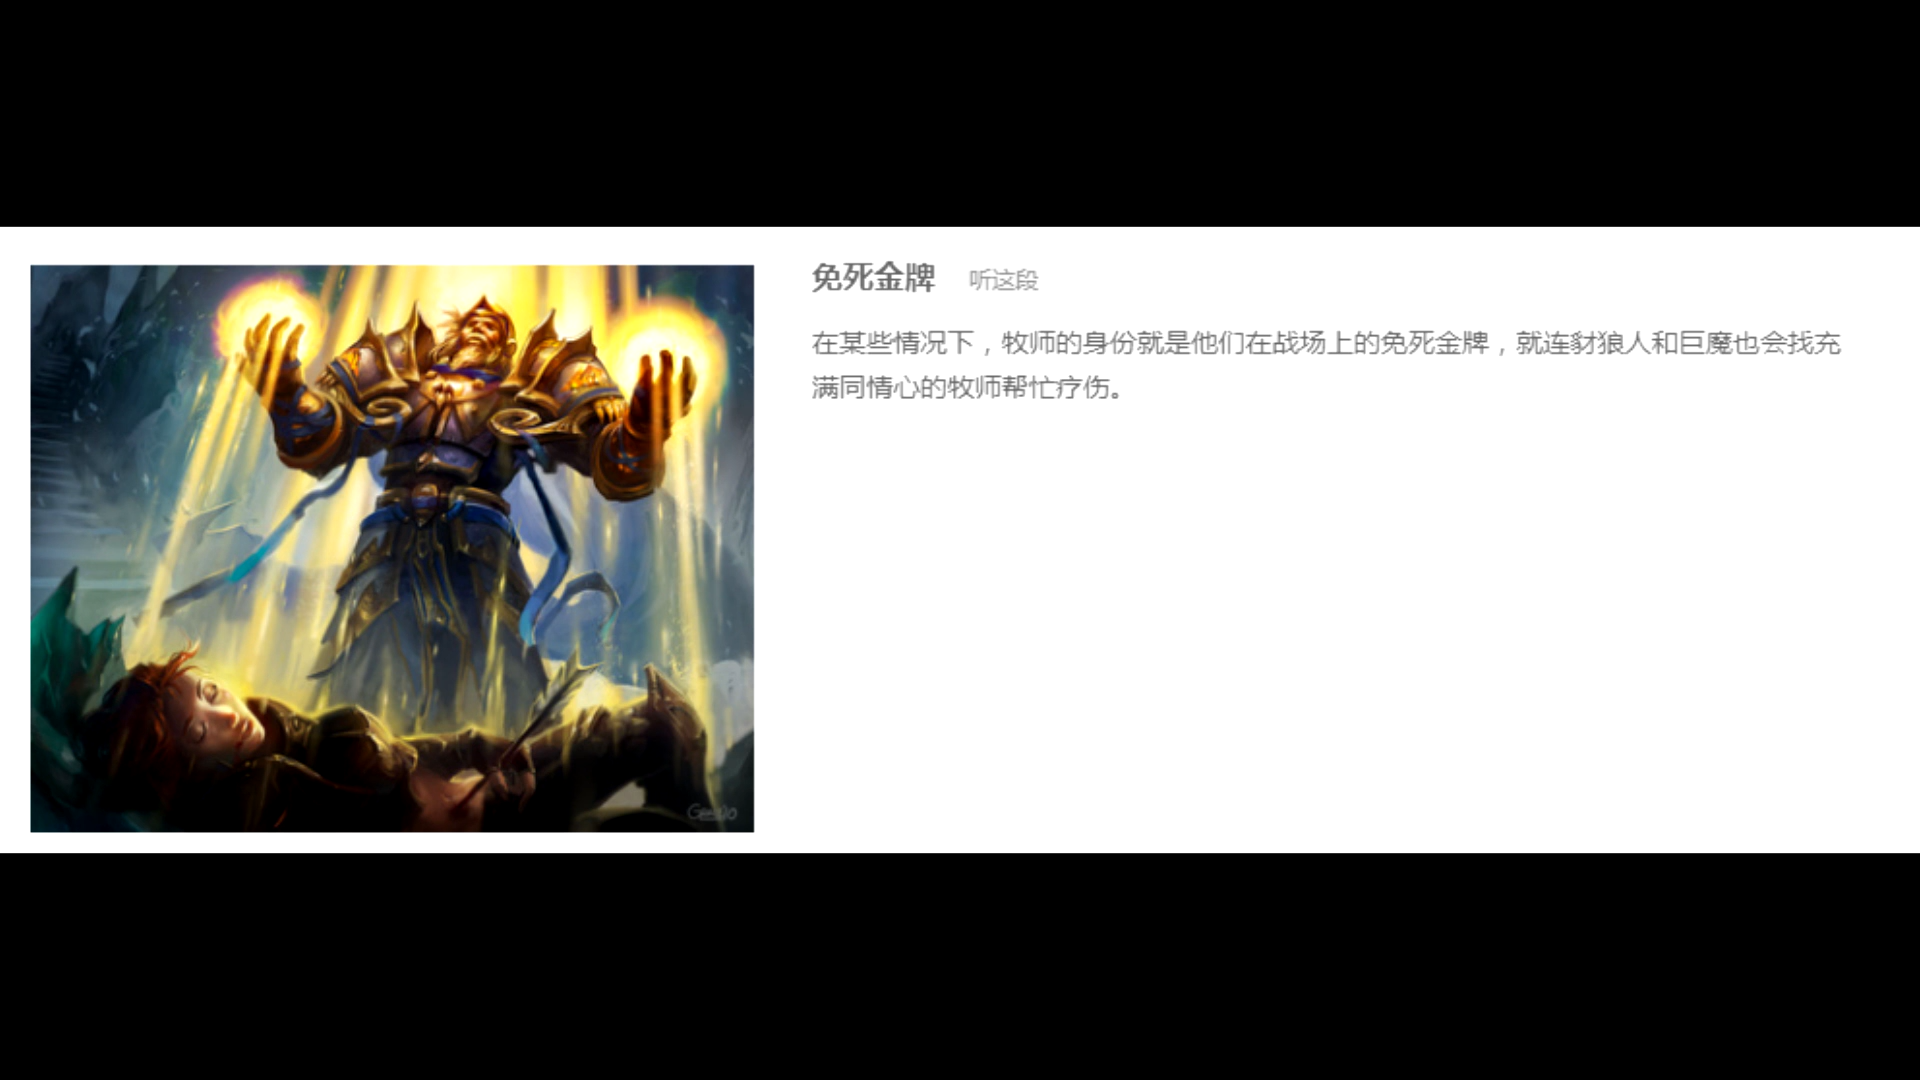 免死金牌 听这段
在某些情况下，牧师的身份就是他们在战场上的免死金牌，就连豺狼人和巨魔也会找充
满同情心的牧师帮忙疗伤。